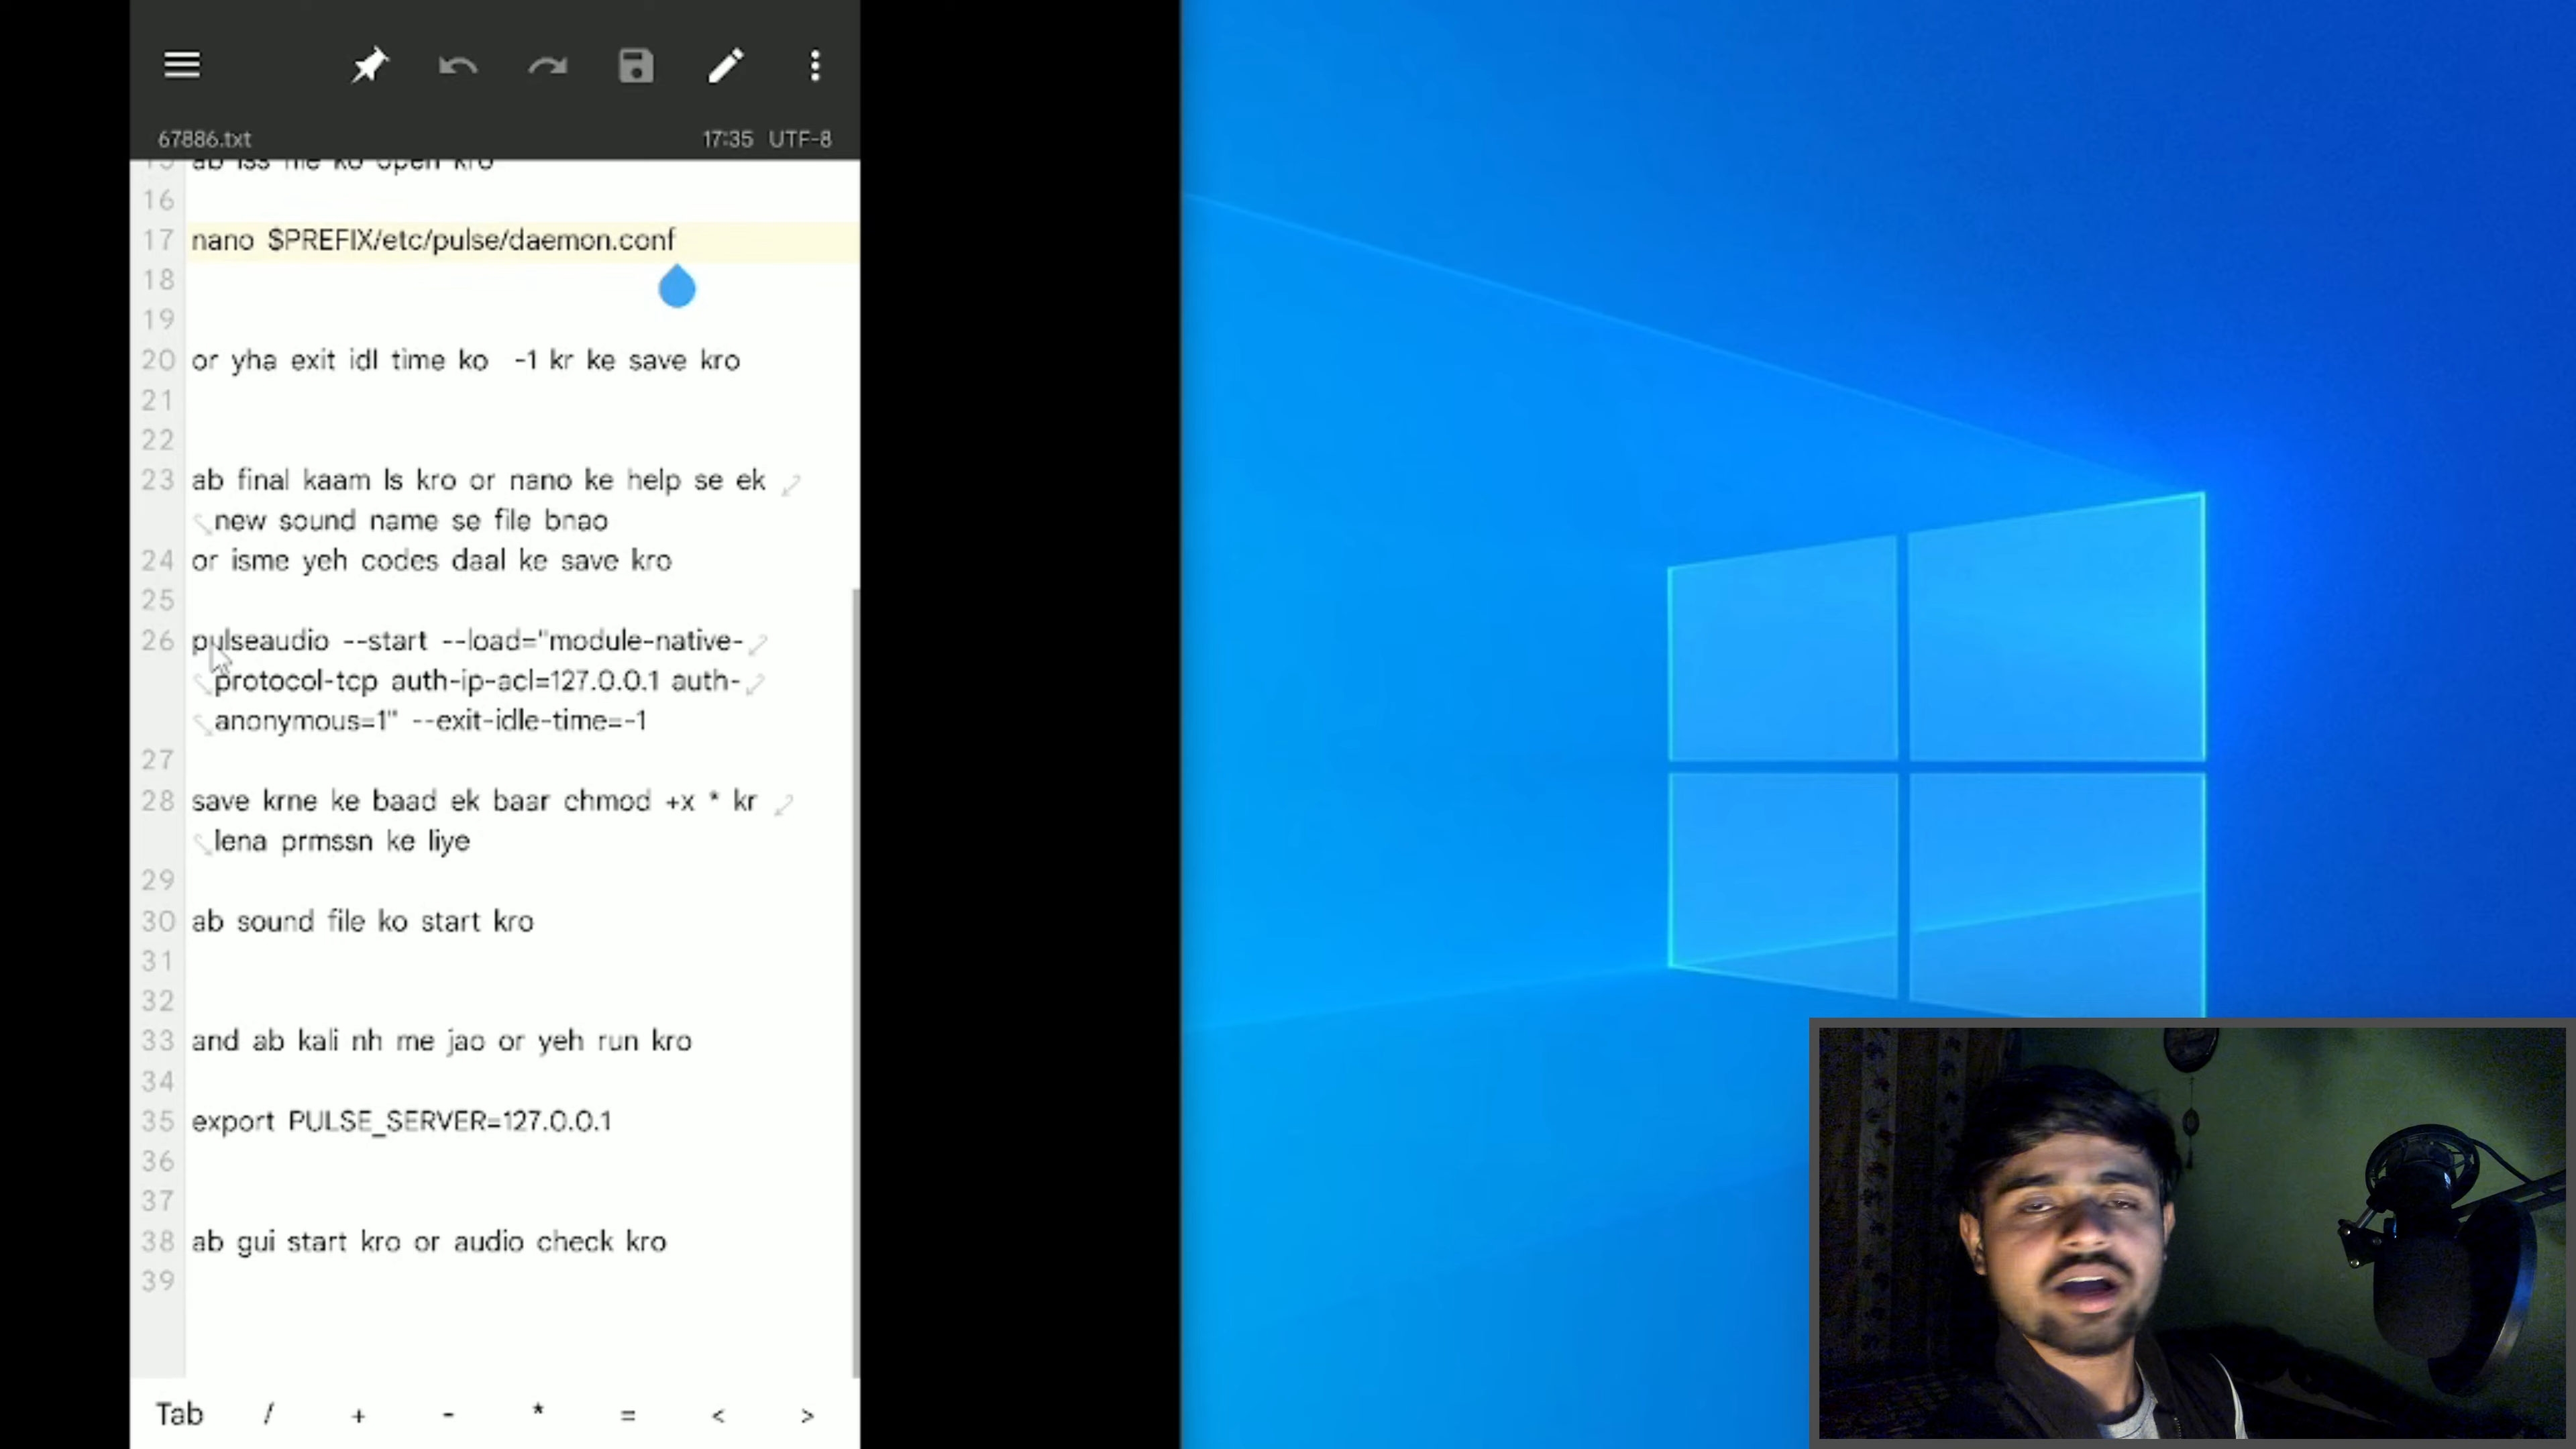 67886.txt 17:35 UTF-8
15 ab iss file ko open kro
16
17 nano $PREFIX/etc/pulse/daemon.conf
18
19
20 or yha exit idl time ko -1 kr ke save kro
21
22
23 ab final kaam ls kro or nano ke help se ek
new sound name se file bnao
24 or isme yeh codes daal ke save kro
25
26 pulseaudio --start --load="module-native-
protocol-tcp auth-ip-acl=127.0.0.1 auth-
anonymous=1" --exit-idle-time=-1
27
28 save krne ke baad ek baar chmod +x * kr
lena prmssn ke liye
29
30 ab sound file ko start kro
31
32
33 and ab kali nh me jao or yeh run kro
34
35 export PULSE_SERVER=127.0.0.1
36
37
38 ab gui start kro or audio check kro
39
Tab / + - * = < >